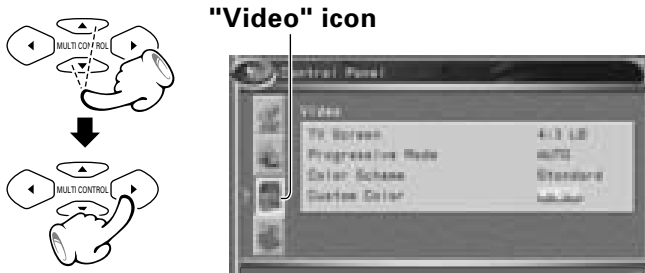 "Video" icon
MULTI CONTROL
MULTI CONTROL
Control Panel
Video
TV Screen 4:3 LB
Progressive Mode AUTO
Color Scheme Standard
Custom Color